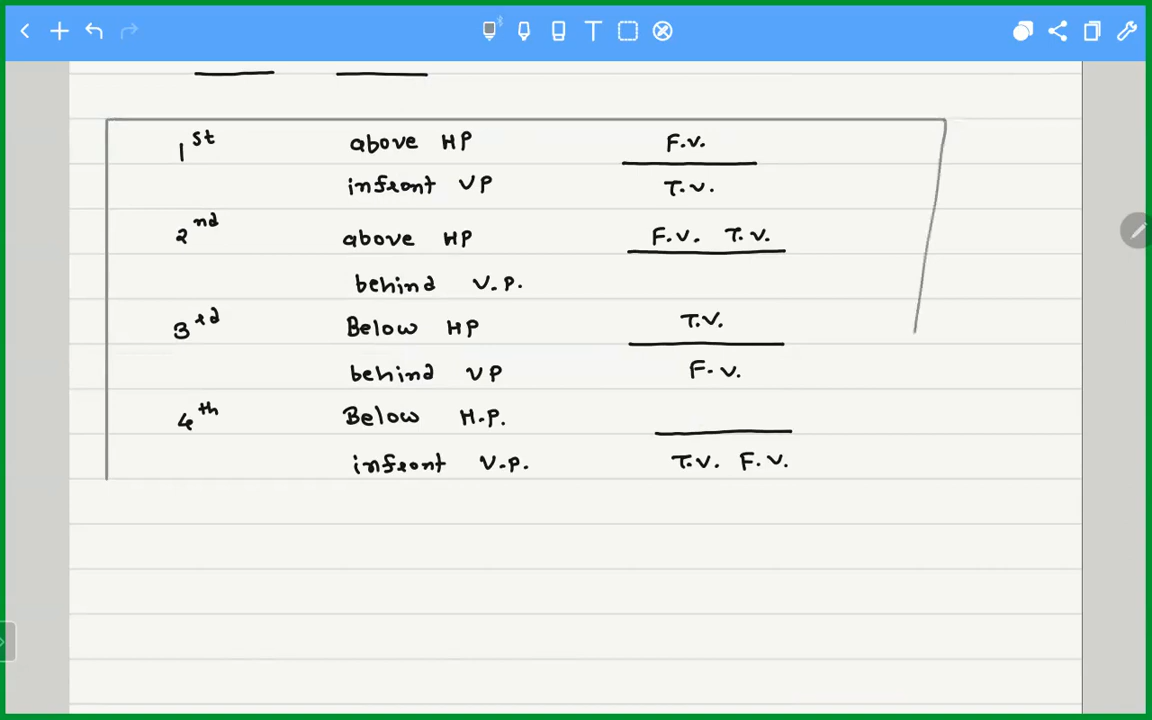 1st above HP F.V.
infront VP T.V.
2nd above HP F.V. T.V.
behind V.P.
3rd Below HP T.V.
behind VP F.V.
4th Below H.P.
infront V.P. T.V. F.V.